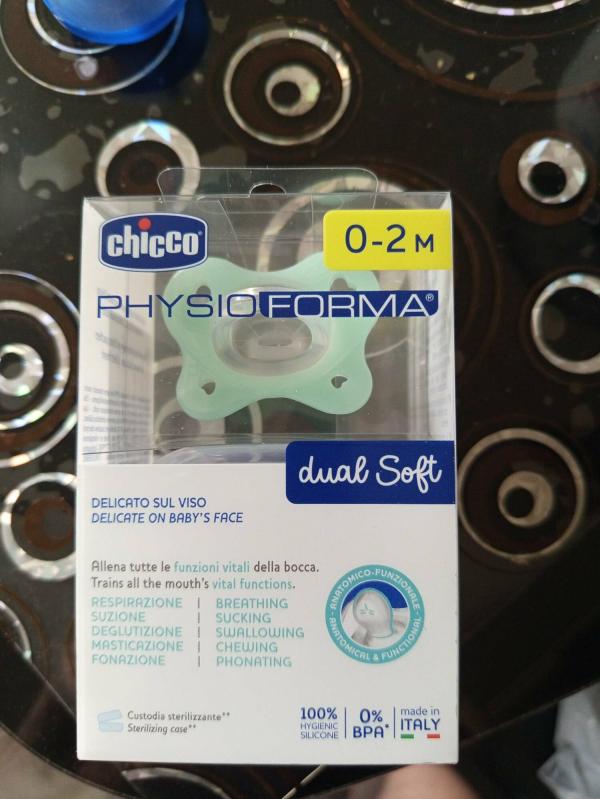 chicco®
0-2M
PHYSIOFORMA®
dual Soft
DELICATO SUL VISO
DELICATE ON BABY'S FACE
Allena tutte le funzioni vitali della bocca.
Trains all the mouth's vital functions.
RESPIRAZIONE | BREATHING
SUZIONE | SUCKING
DEGLUTIZIONE | SWALLOWING
MASTICAZIONE | CHEWING
FONAZIONE | PHONATING
- ANATOMICO-FUNZIONALE -
ANATOMICAL & FUNCTIONAL
Custodia sterilizzante**
Sterilizing case**
100%
HYGIENIC
SILICONE
0%
BPA*
made in
ITALY